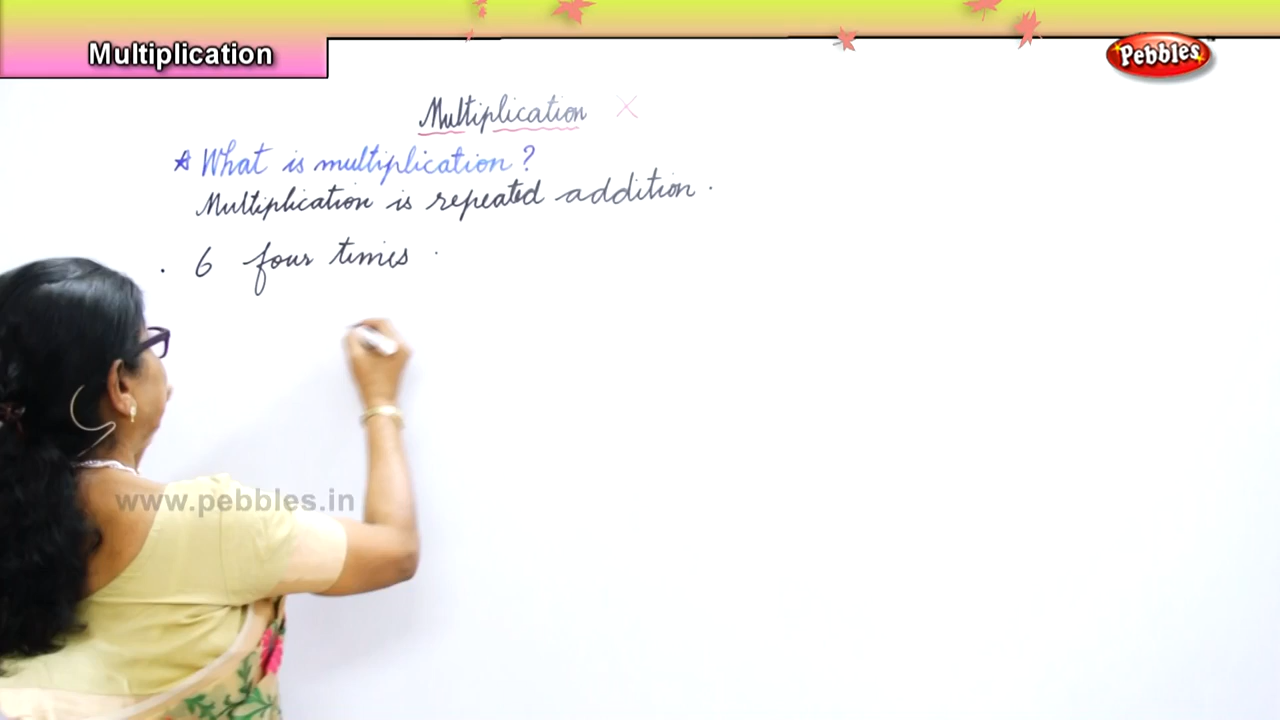 Multiplication
Pebbles
Multiplication ×
* What is multiplication?
Multiplication is repeated addition.
. 6 four times .
www.pebbles.in